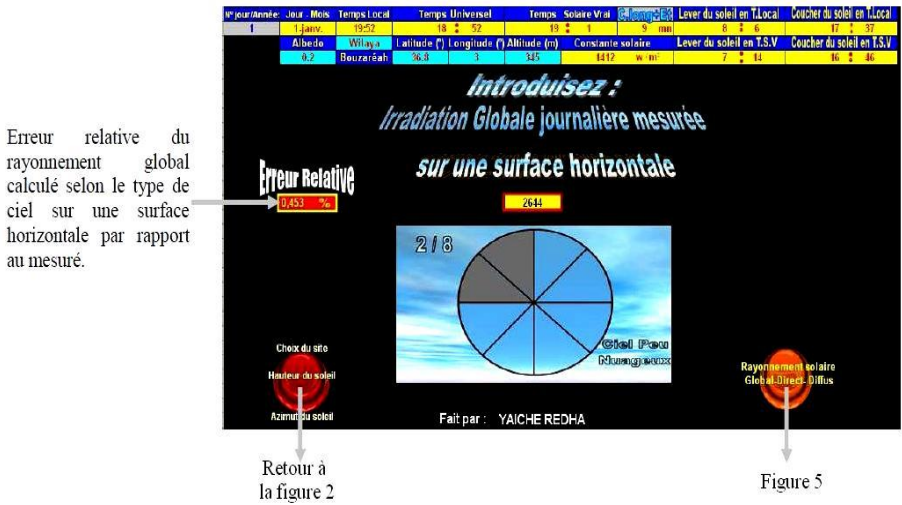 N° jour/Année: Jour - Mois Temps Local Temps Universel Temps Solaire Vrai C.long+Et Lever du soleil en T.Local Coucher du soleil en T.Local
1 1-janv. 19:52 18 : 52 19 : 1 9 mn 8 : 6 17 : 37
Albedo Wilaya Latitude (°) Longitude (°) Altitude (m) Constante solaire Lever du soleil en T.S.V Coucher du soleil en T.S.V
0.2 Bouzaréah 36.8 3 345 1412 w/m² 7 : 14 16 : 46
Introduisez :
Irradiation Globale journalière mesurée
sur une surface horizontale
Erreur relative du
rayonnement global
calculé selon le type de
ciel sur une surface
horizontale par rapport
au mesuré.
Erreur Relative
0,453 %
2644
2 / 8
Ciel Peu
Nuageux
Choix du site
Hauteur du soleil
Azimut du soleil
Rayonnement solaire
Global-Direct- Diffus
Fait par : YAICHE REDHA
Retour à
la figure 2
Figure 5